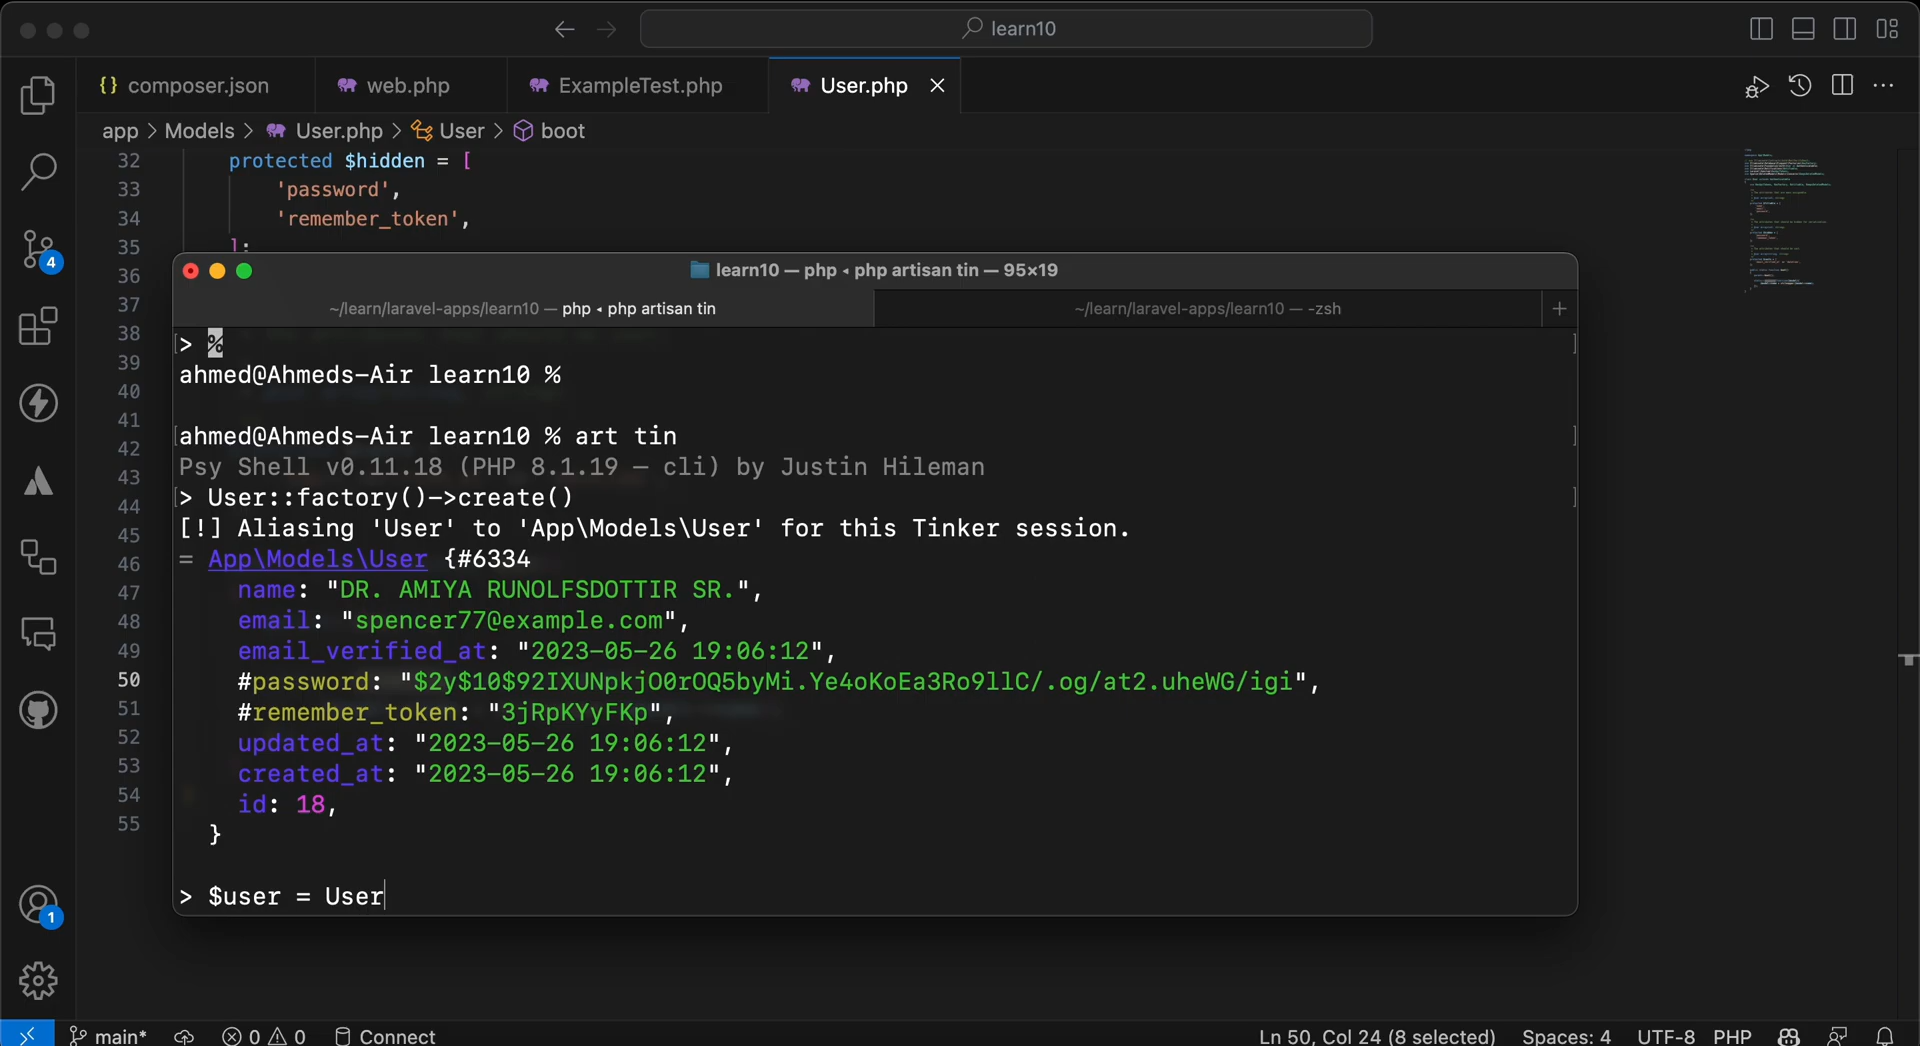 learn10
composer.json
web.php
ExampleTest.php
User.php
app > Models > User.php > User > boot
32 protected $hidden = [
33 'password',
34 'remember_token',
35 ];
36
37
38
39
40
41
42
43
44
45
46
47
48
49
50
51
52
53
54
55
4
1
learn10 — php ◂ php artisan tin — 95×19
~/learn/laravel-apps/learn10 — php ◂ php artisan tin
~/learn/laravel-apps/learn10 — -zsh
+
> %
ahmed@Ahmeds-Air learn10 %
ahmed@Ahmeds-Air learn10 % art tin
Psy Shell v0.11.18 (PHP 8.1.19 — cli) by Justin Hileman
> User::factory()->create()
[!] Aliasing 'User' to 'App\Models\User' for this Tinker session.
= App\Models\User {#6334
name: "DR. AMIYA RUNOLFSDOTTIR SR.",
email: "spencer77@example.com",
email_verified_at: "2023-05-26 19:06:12",
#password: "$2y$10$92IXUNpkjO0rOQ5byMi.Ye4oKoEa3Ro9llC/.og/at2.uheWG/igi",
#remember_token: "3jRpKYyFKp",
updated_at: "2023-05-26 19:06:12",
created_at: "2023-05-26 19:06:12",
id: 18,
}
> $user = User
main*
0
0
Connect
Ln 50, Col 24 (8 selected)
Spaces: 4
UTF-8
PHP